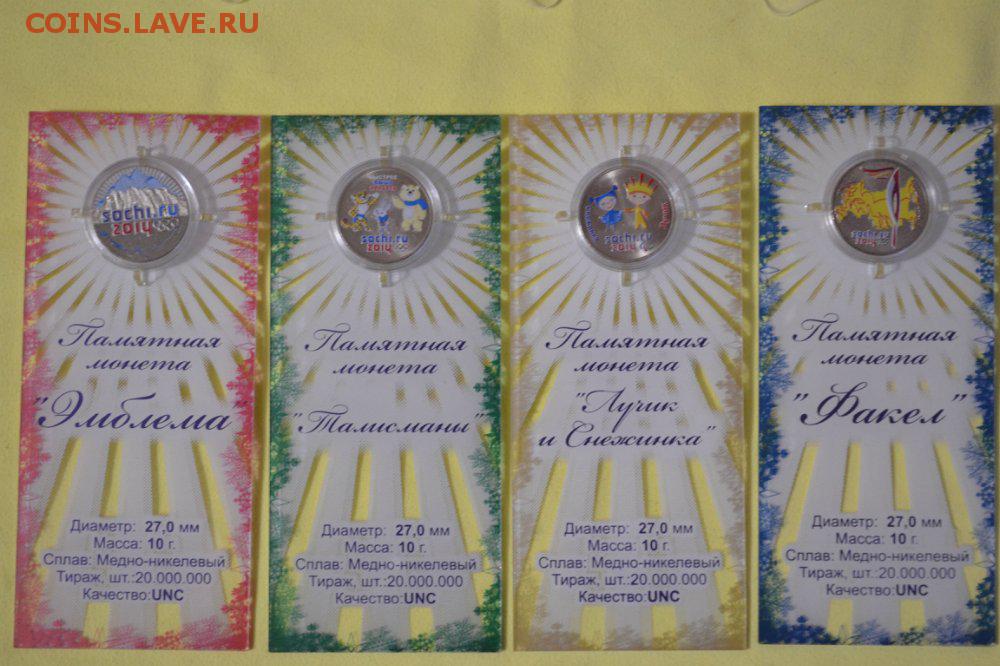 COINS.LAVE.RU
sochi.ru
2014
Памятная
монета
"Эмблема"
Диаметр: 27,0 мм
Масса: 10 г.
Сплав: Медно-никелевый
Тираж, шт.:20.000.000
Качество:UNC
БЫСТРЕЕ
ВЫШЕ
СИЛЬНЕЕ
sochi.ru
2014
Памятная
монета
"Талисманы"
Диаметр: 27,0 мм
Масса: 10 г.
Сплав: Медно-никелевый
Тираж, шт.:20.000.000
Качество:UNC
sochi.ru
2014
Памятная
монета
"Лучик
и Снежинка"
Диаметр: 27,0 мм
Масса: 10 г.
Сплав: Медно-никелевый
Тираж, шт.:20.000.000
Качество:UNC
sochi.ru
2014
Памятная
монета
"Факел"
Диаметр: 27,0 мм
Масса: 10 г.
Сплав: Медно-никелевый
Тираж, шт.:20.000.000
Качество:UNC